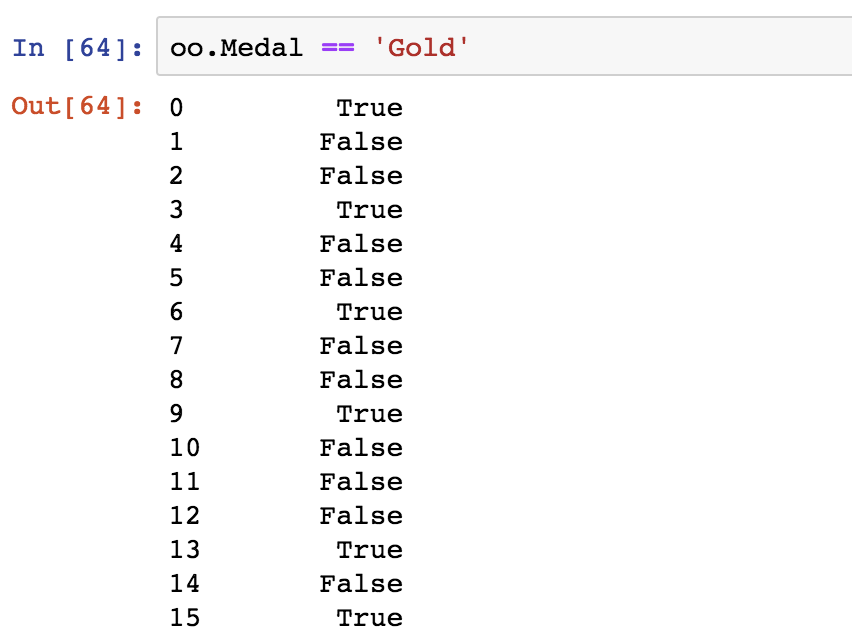 In [64]: oo.Medal == 'Gold'
Out[64]: 0 True
1 False
2 False
3 True
4 False
5 False
6 True
7 False
8 False
9 True
10 False
11 False
12 False
13 True
14 False
15 True